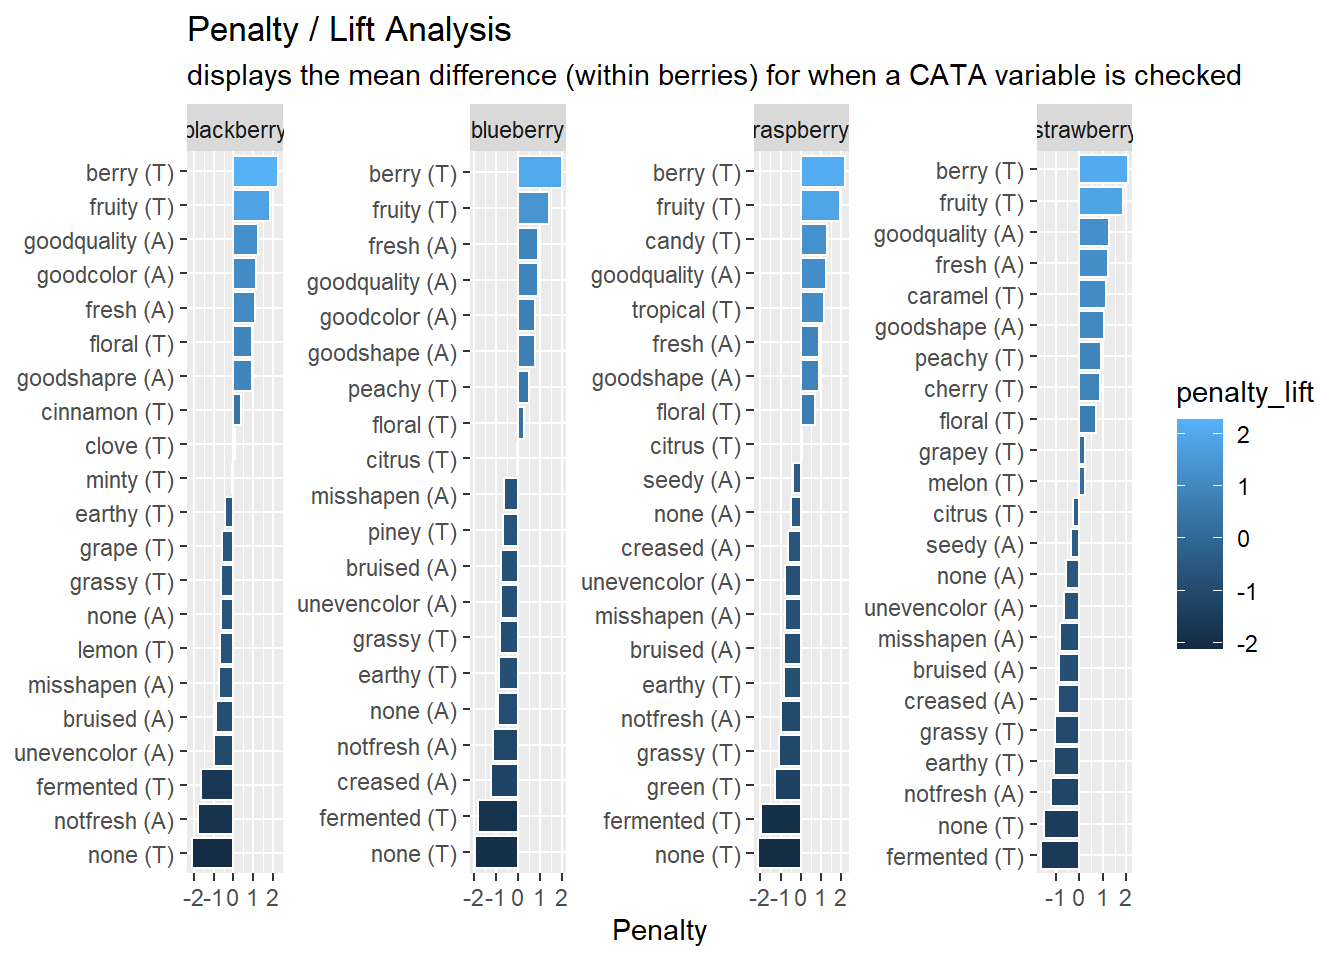 Penalty / Lift Analysis
displays the mean difference (within berries) for when a CATA variable is checked
blackberry
berry (T)
fruity (T)
goodquality (A)
goodcolor (A)
fresh (A)
floral (T)
goodshapre (A)
cinnamon (T)
clove (T)
minty (T)
earthy (T)
grape (T)
grassy (T)
none (A)
lemon (T)
misshapen (A)
bruised (A)
unevencolor (A)
fermented (T)
notfresh (A)
none (T)
-2 -1 0 1 2
blueberry
berry (T)
fruity (T)
fresh (A)
goodquality (A)
goodcolor (A)
goodshape (A)
peachy (T)
floral (T)
citrus (T)
misshapen (A)
piney (T)
bruised (A)
unevencolor (A)
grassy (T)
earthy (T)
none (A)
notfresh (A)
creased (A)
fermented (T)
none (T)
-2 -1 0 1 2
raspberry
berry (T)
fruity (T)
candy (T)
goodquality (A)
tropical (T)
fresh (A)
goodshape (A)
floral (T)
citrus (T)
seedy (A)
none (A)
creased (A)
unevencolor (A)
misshapen (A)
bruised (A)
earthy (T)
notfresh (A)
grassy (T)
green (T)
fermented (T)
none (T)
-2 -1 0 1 2
strawberry
berry (T)
fruity (T)
goodquality (A)
fresh (A)
caramel (T)
goodshape (A)
peachy (T)
cherry (T)
floral (T)
grapey (T)
melon (T)
citrus (T)
seedy (A)
none (A)
unevencolor (A)
misshapen (A)
bruised (A)
creased (A)
grassy (T)
earthy (T)
notfresh (A)
none (T)
fermented (T)
-1 0 1 2
Penalty
penalty_lift
2
1
0
-1
-2